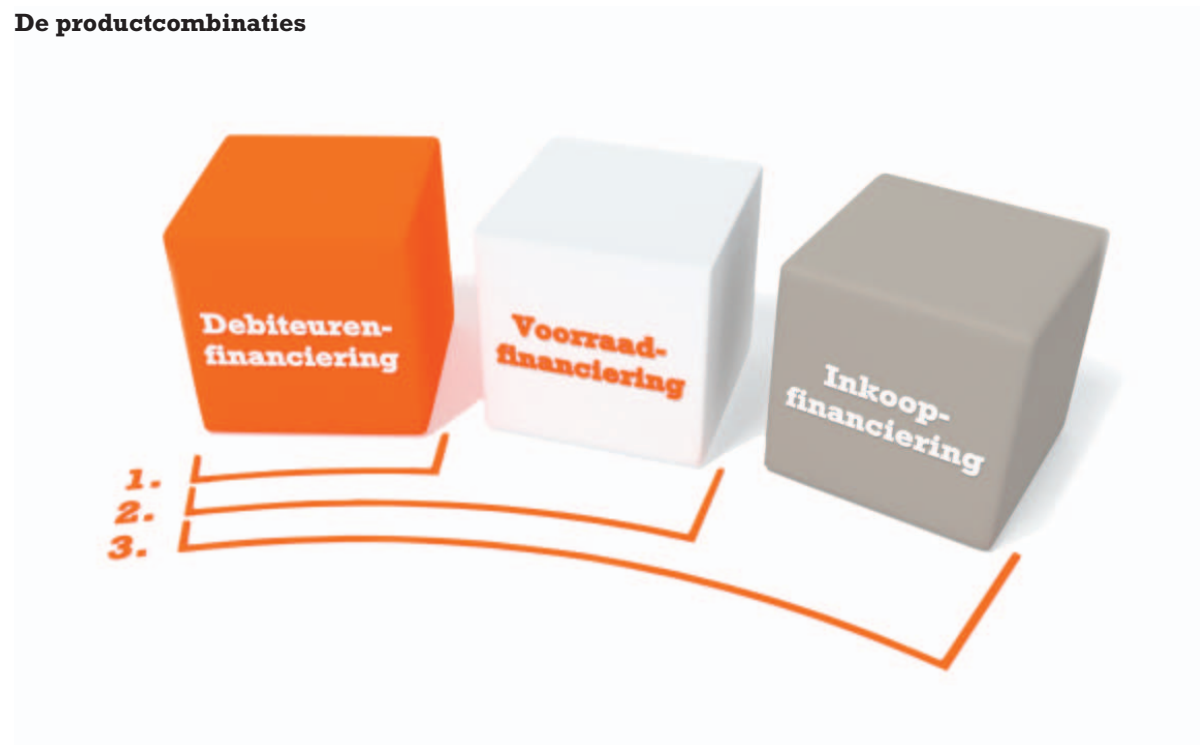 De productcombinaties
Debiteuren-
financiering
Voorraad-
financiering
Inkoop-
financiering
1.
2.
3.